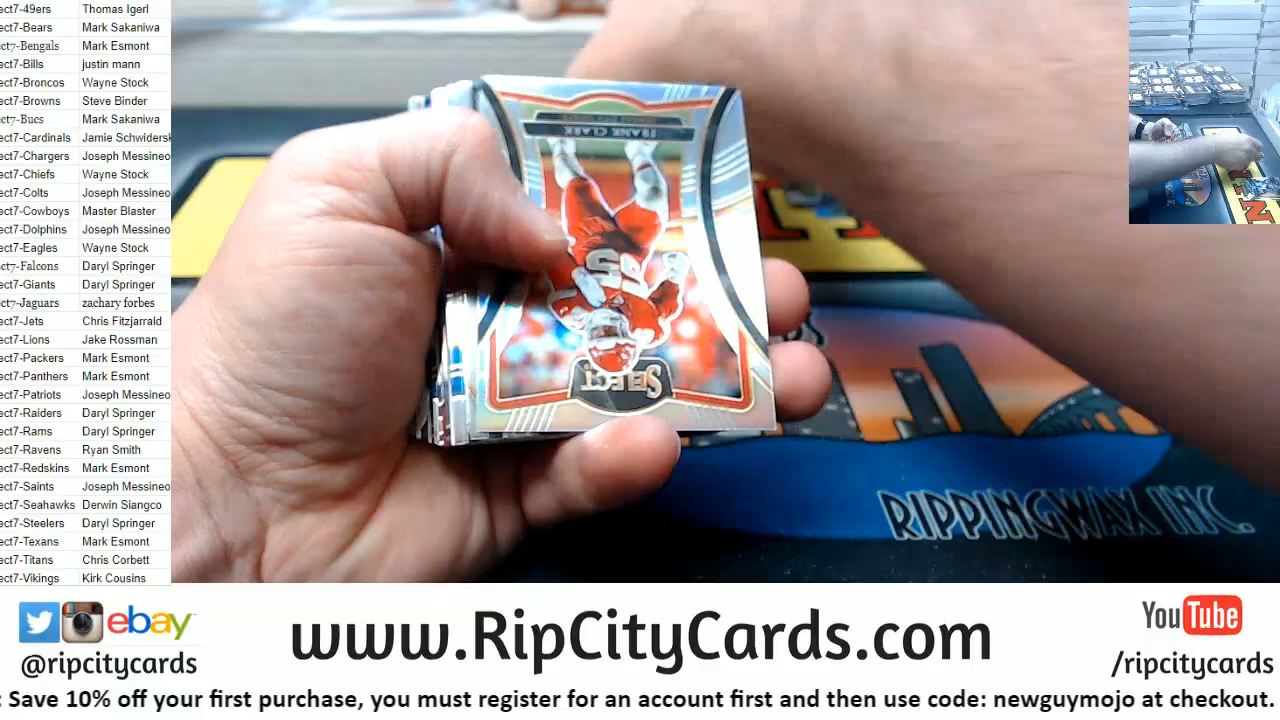 ect7-49ers Thomas Igerl
ect7-Bears Mark Sakaniwa
ect7-Bengals Mark Esmont
ect7-Bills justin mann
ect7-Broncos Wayne Stock
ect7-Browns Steve Binder
ect7-Bucs Mark Sakaniwa
ect7-Cardinals Jamie Schwidersk
ect7-Chargers Joseph Messineo
ect7-Chiefs Wayne Stock
ect7-Colts Joseph Messineo
ect7-Cowboys Master Blaster
ect7-Dolphins Joseph Messineo
ect7-Eagles Wayne Stock
ect7-Falcons Daryl Springer
ect7-Giants Daryl Springer
ect7-Jaguars zachary forbes
ect7-Jets Chris Fitzjarrald
ect7-Lions Jake Rossman
ect7-Packers Mark Esmont
ect7-Panthers Mark Esmont
ect7-Patriots Joseph Messineo
ect7-Raiders Daryl Springer
ect7-Rams Daryl Springer
ect7-Ravens Ryan Smith
ect7-Redskins Mark Esmont
ect7-Saints Joseph Messineo
ect7-Seahawks Derwin Siangco
ect7-Steelers Daryl Springer
ect7-Texans Mark Esmont
ect7-Titans Chris Corbett
ect7-Vikings Kirk Cousins
FRANK CLARK
55
SELECT
RIPPINGWAX INC.
ebay
@ripcitycards
www.RipCityCards.com
YouTube
/ripcitycards
: Save 10% off your first purchase, you must register for an account first and then use code: newguymojo at checkout.